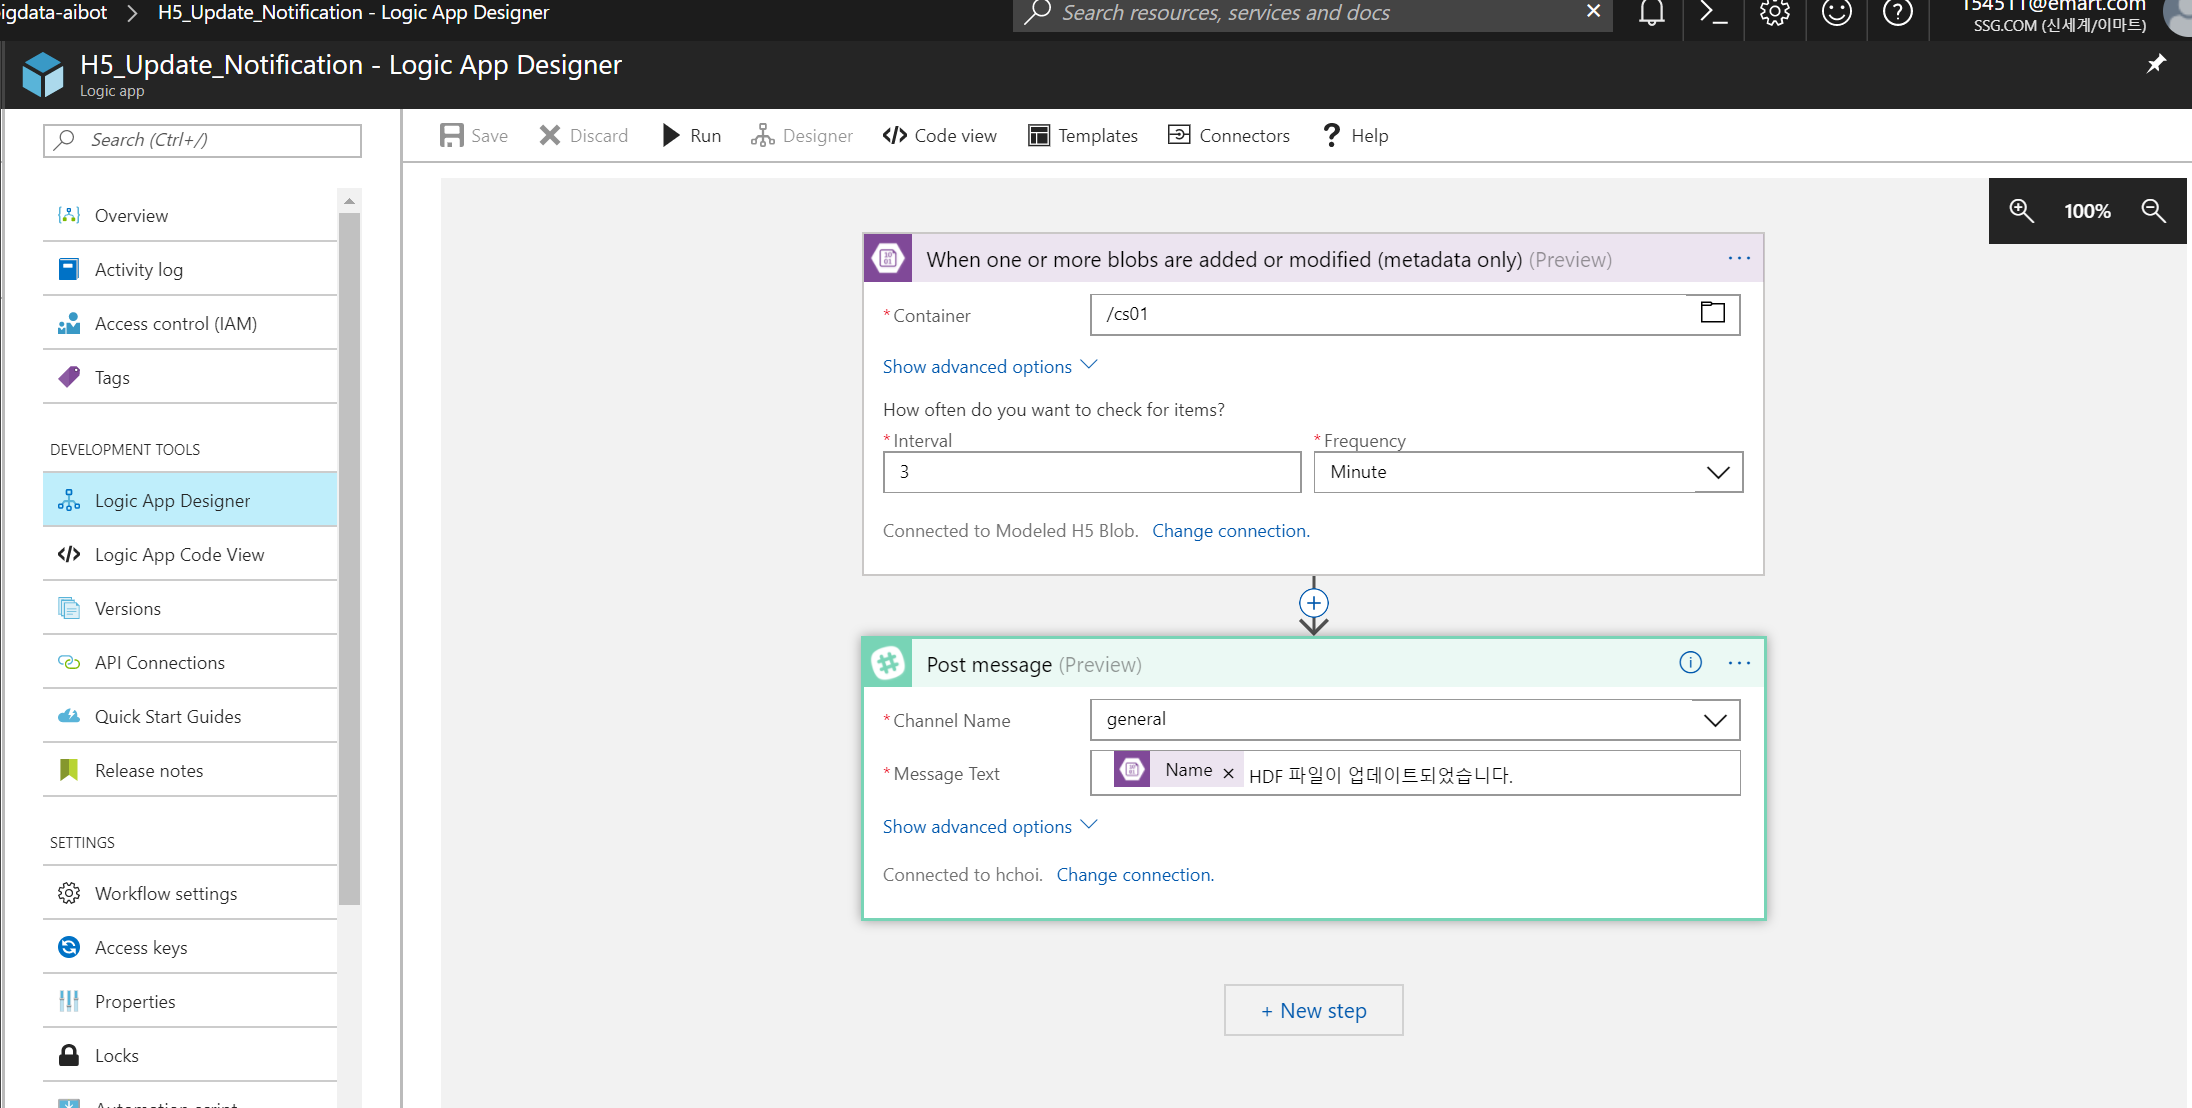 igdata-aibot > H5_Update_Notification - Logic App Designer
Search resources, services and docs
154511@emart.com
SSG.COM (신세계/이마트)
H5_Update_Notification - Logic App Designer
Logic app
Search (Ctrl+/)
Overview
Activity log
Access control (IAM)
Tags
DEVELOPMENT TOOLS
Logic App Designer
Logic App Code View
Versions
API Connections
Quick Start Guides
Release notes
SETTINGS
Workflow settings
Access keys
Properties
Locks
Automation script
Save Discard Run Designer Code view Templates Connectors Help
100%
When one or more blobs are added or modified (metadata only) (Preview)
* Container /cs01
Show advanced options
How often do you want to check for items?
* Interval * Frequency
3 Minute
Connected to Modeled H5 Blob. Change connection.
Post message (Preview)
* Channel Name general
* Message Text Name × HDF 파일이 업데이트되었습니다.
Show advanced options
Connected to hchoi. Change connection.
+ New step